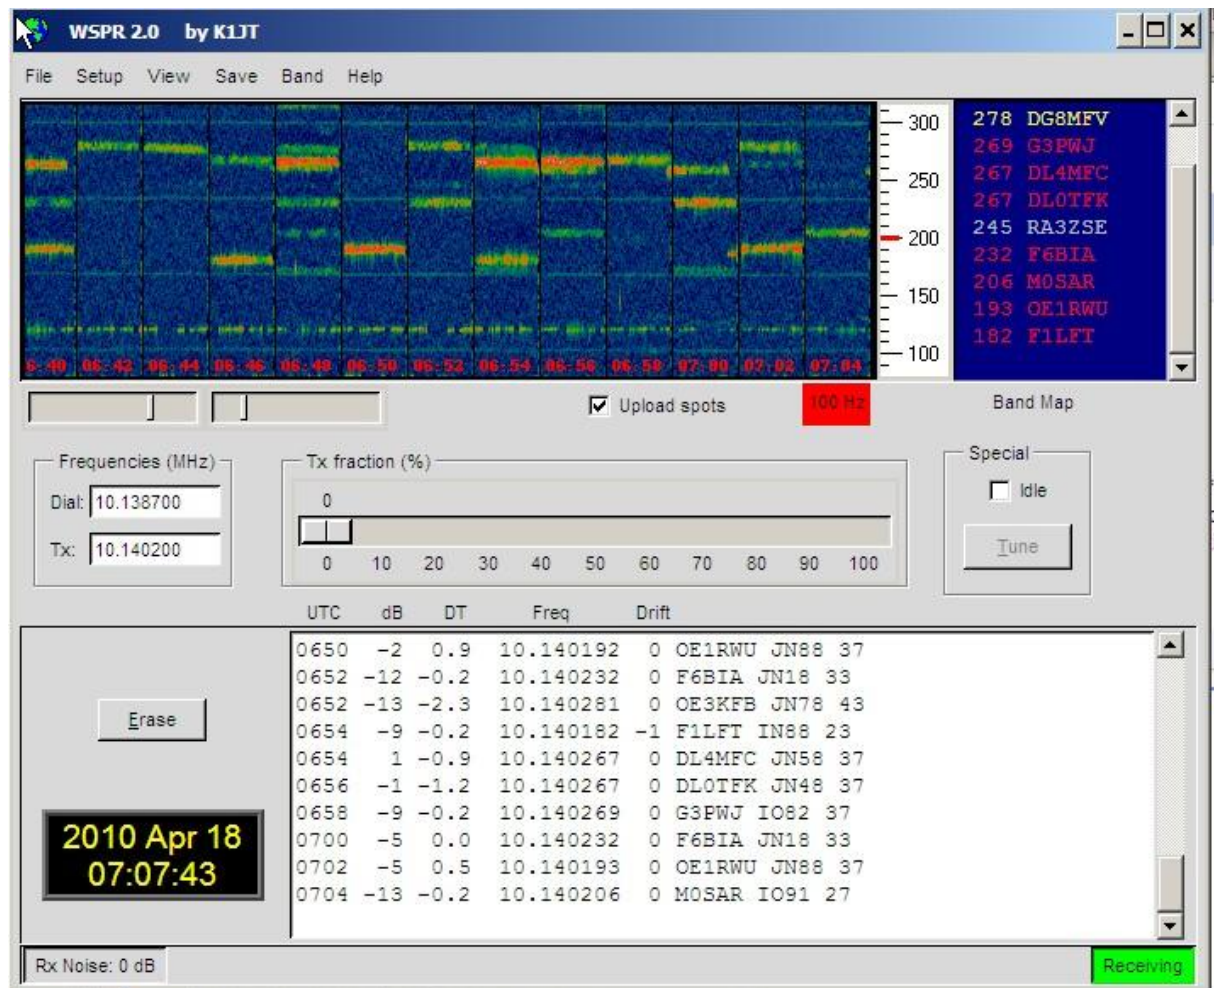 WSPR 2.0 by K1JT
File Setup View Save Band Help
300
250
200
150
100
6:40 06:42 06:44 06:46 06:48 06:50 06:52 06:54 06:56 06:58 07:00 07:02 07:04
278 DG8MFV
269 G3PWJ
267 DL4MFC
267 DL0TFK
245 RA3ZSE
232 F6BIA
206 M0SAR
193 OE1RWU
182 F1LFT
Upload spots
100 Hz
Band Map
Frequencies (MHz)
Dial: 10.138700
Tx: 10.140200
Tx fraction (%)
0
0 10 20 30 40 50 60 70 80 90 100
Special
Idle
Tune
UTC dB DT Freq Drift
0650 -2 0.9 10.140192 0 OE1RWU JN88 37
0652 -12 -0.2 10.140232 0 F6BIA JN18 33
0652 -13 -2.3 10.140281 0 OE3KFB JN78 43
0654 -9 -0.2 10.140182 -1 F1LFT IN88 23
0654 1 -0.9 10.140267 0 DL4MFC JN58 37
0656 -1 -1.2 10.140267 0 DL0TFK JN48 37
0658 -9 -0.2 10.140269 0 G3PWJ IO82 37
0700 -5 0.0 10.140232 0 F6BIA JN18 33
0702 -5 0.5 10.140193 0 OE1RWU JN88 37
0704 -13 -0.2 10.140206 0 M0SAR IO91 27
Erase
2010 Apr 18
07:07:43
Rx Noise: 0 dB
Receiving